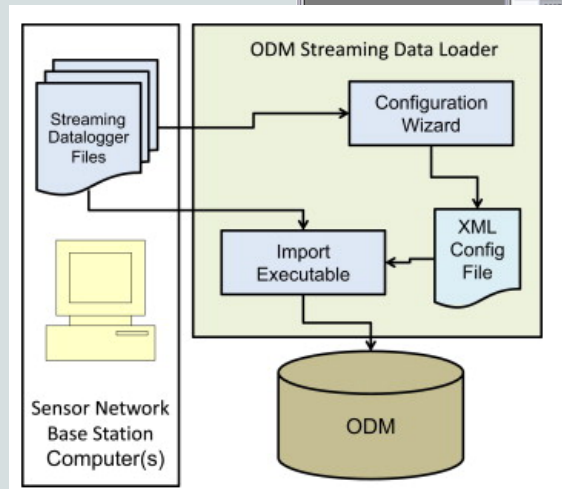 ODM Streaming Data Loader
Streaming
Datalogger
Files
Configuration
Wizard
XML
Config
File
Import
Executable
ODM
Sensor Network
Base Station
Computer(s)